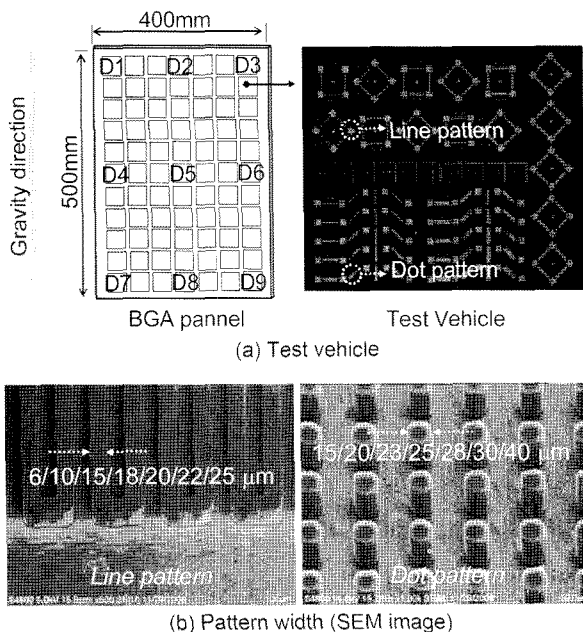 400mm
Gravity direction
500mm
D1 D2 D3
D4 D5 D6
D7 D8 D9
BGA pannel
Line pattern
Dot pattern
Test Vehicle
(a) Test vehicle
6/10/15/18/20/22/25 μm
Line pattern
15/20/23/25/28/30/40 μm
Dot pattern
(b) Pattern width (SEM image)